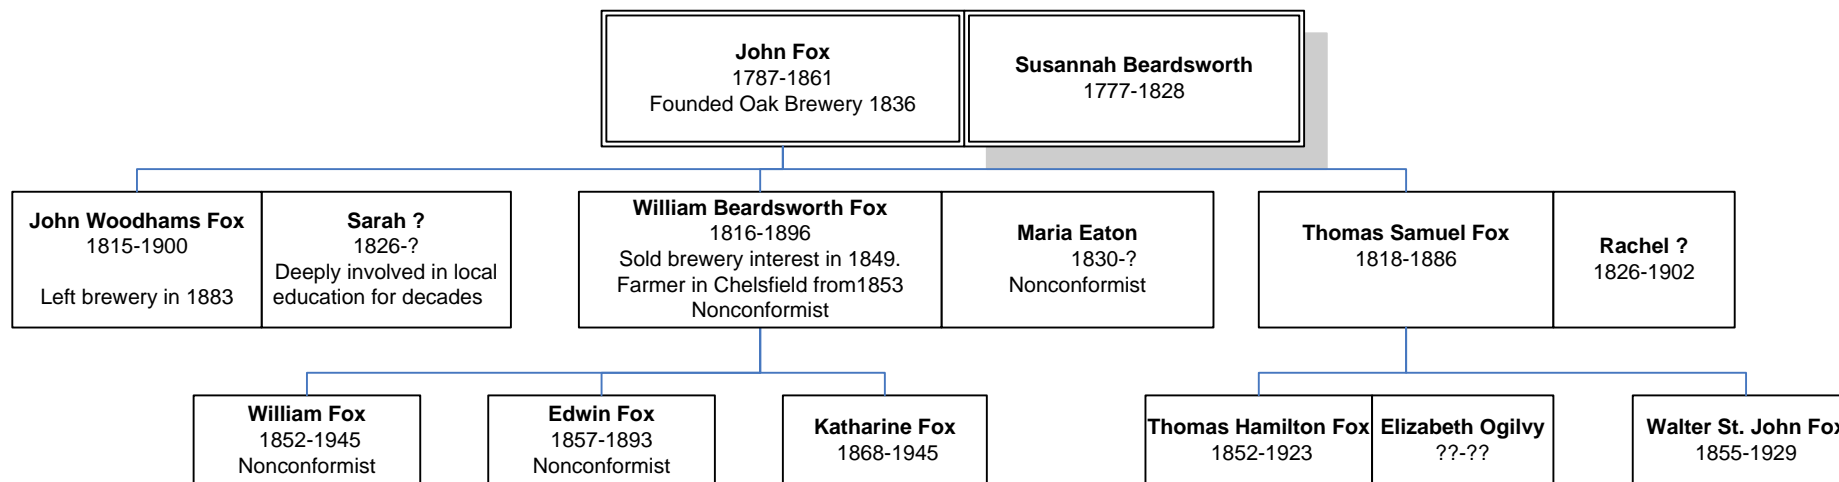 John Fox
1787-1861
Founded Oak Brewery 1836
Susannah Beardsworth
1777-1828
John Woodhams Fox
1815-1900
Left brewery in 1883
Sarah ?
1826-?
Deeply involved in local
education for decades
William Beardsworth Fox
1816-1896
Sold brewery interest in 1849.
Farmer in Chelsfield from1853
Nonconformist
Maria Eaton
1830-?
Nonconformist
Thomas Samuel Fox
1818-1886
Rachel ?
1826-1902
William Fox
1852-1945
Nonconformist
Edwin Fox
1857-1893
Nonconformist
Katharine Fox
1868-1945
Thomas Hamilton Fox
1852-1923
Elizabeth Ogilvy
??-??
Walter St. John Fox
1855-1929